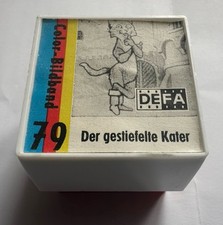 Color-Bildband
79
DEFA
Der gestiefelte Kater